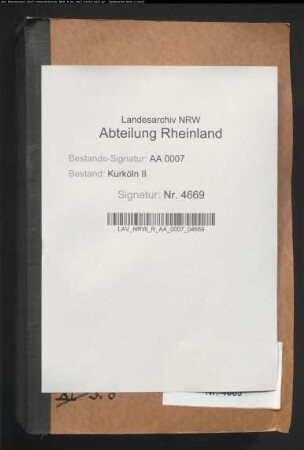 Landesarchiv NRW
Abteilung Rheinland
Bestands-Signatur: AA 0007
Bestand: Kurköln II
Signatur: Nr. 4669
LAV_NRW_R_AA_0007_04669